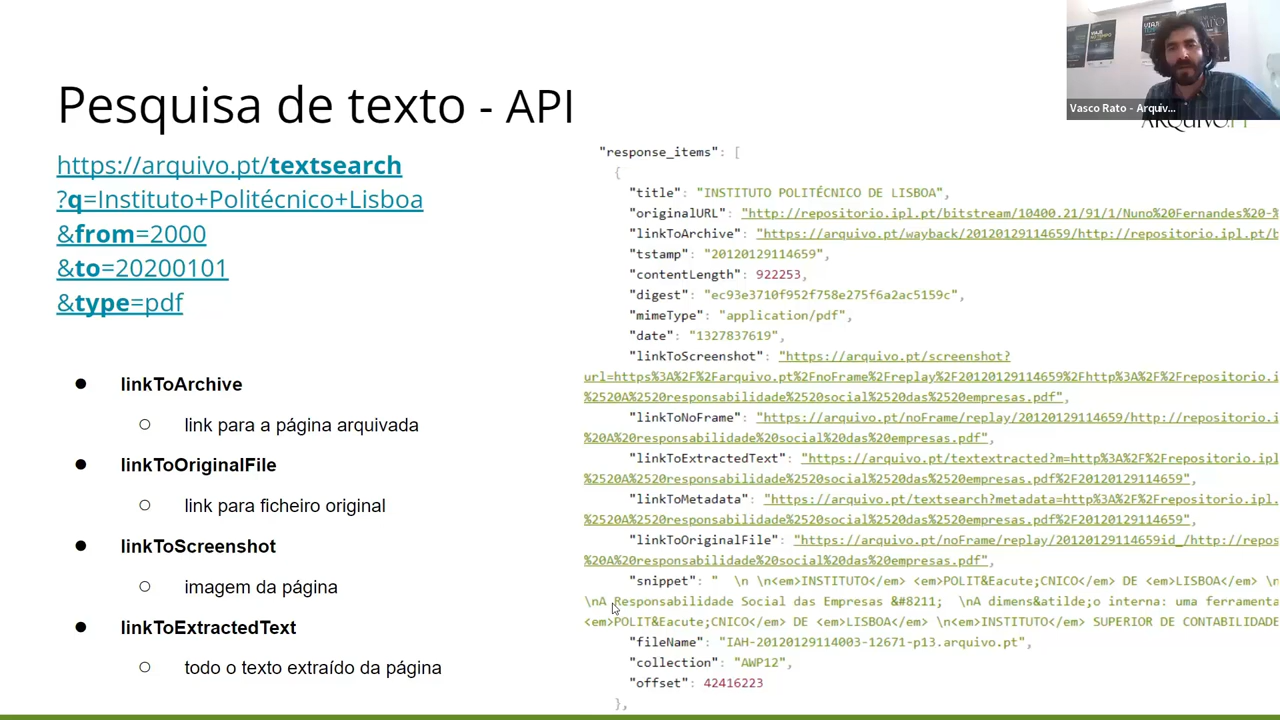 Pesquisa de texto - API
Vasco Rato - Arquiv...
ARQUIVO.PT
https://arquivo.pt/textsearch
?q=Instituto+Politécnico+Lisboa
&from=2000
&to=20200101
&type=pdf
● linkToArchive
○ link para a página arquivada
● linkToOriginalFile
○ link para ficheiro original
● linkToScreenshot
○ imagem da página
● linkToExtractedText
○ todo o texto extraído da página
"response_items": [
{
"title": "INSTITUTO POLITÉCNICO DE LISBOA",
"originalURL": "http://repositorio.ipl.pt/bitstream/10400.21/91/1/Nuno%20Fernandes%20-%
"linkToArchive": "https://arquivo.pt/wayback/20120129114659/http://repositorio.ipl.pt/b
"tstamp": "20120129114659",
"contentLength": 922253,
"digest": "ec93e3710f952f758e275f6a2ac5159c",
"mimeType": "application/pdf",
"date": "1327837619",
"linkToScreenshot": "https://arquivo.pt/screenshot?
url=https%3A%2F%2Farquivo.pt%2FnoFrame%2Freplay%2F20120129114659%2Fhttp%3A%2F%2Frepositorio.i
%2520A%2520responsabilidade%2520social%2520das%2520empresas.pdf",
"linkToNoFrame": "https://arquivo.pt/noFrame/replay/20120129114659/http://repositorio.
%20A%20responsabilidade%20social%20das%20empresas.pdf",
"linkToExtractedText": "https://arquivo.pt/textextracted?m=http%3A%2F%2Frepositorio.ipl
%2520A%2520responsabilidade%2520social%2520das%2520empresas.pdf%2F20120129114659",
"linkToMetadata": "https://arquivo.pt/textsearch?metadata=http%3A%2F%2Frepositorio.ipl.
%2520A%2520responsabilidade%2520social%2520das%2520empresas.pdf%2F20120129114659",
"linkToOriginalFile": "https://arquivo.pt/noFrame/replay/20120129114659id_/http://repos
%20A%20responsabilidade%20social%20das%20empresas.pdf",
"snippet": " \n \n<em>INSTITUTO</em> <em>POLIT&Eacute;CNICO</em> DE <em>LISBOA</em> \n
\nA Responsabilidade Social das Empresas &#8211; \nA dimens&atilde;o interna: uma ferramenta
<em>POLIT&Eacute;CNICO</em> DE <em>LISBOA</em> \n<em>INSTITUTO</em> SUPERIOR DE CONTABILIDADE
"fileName": "IAH-20120129114003-12671-p13.arquivo.pt",
"collection": "AWP12",
"offset": 42416223
},